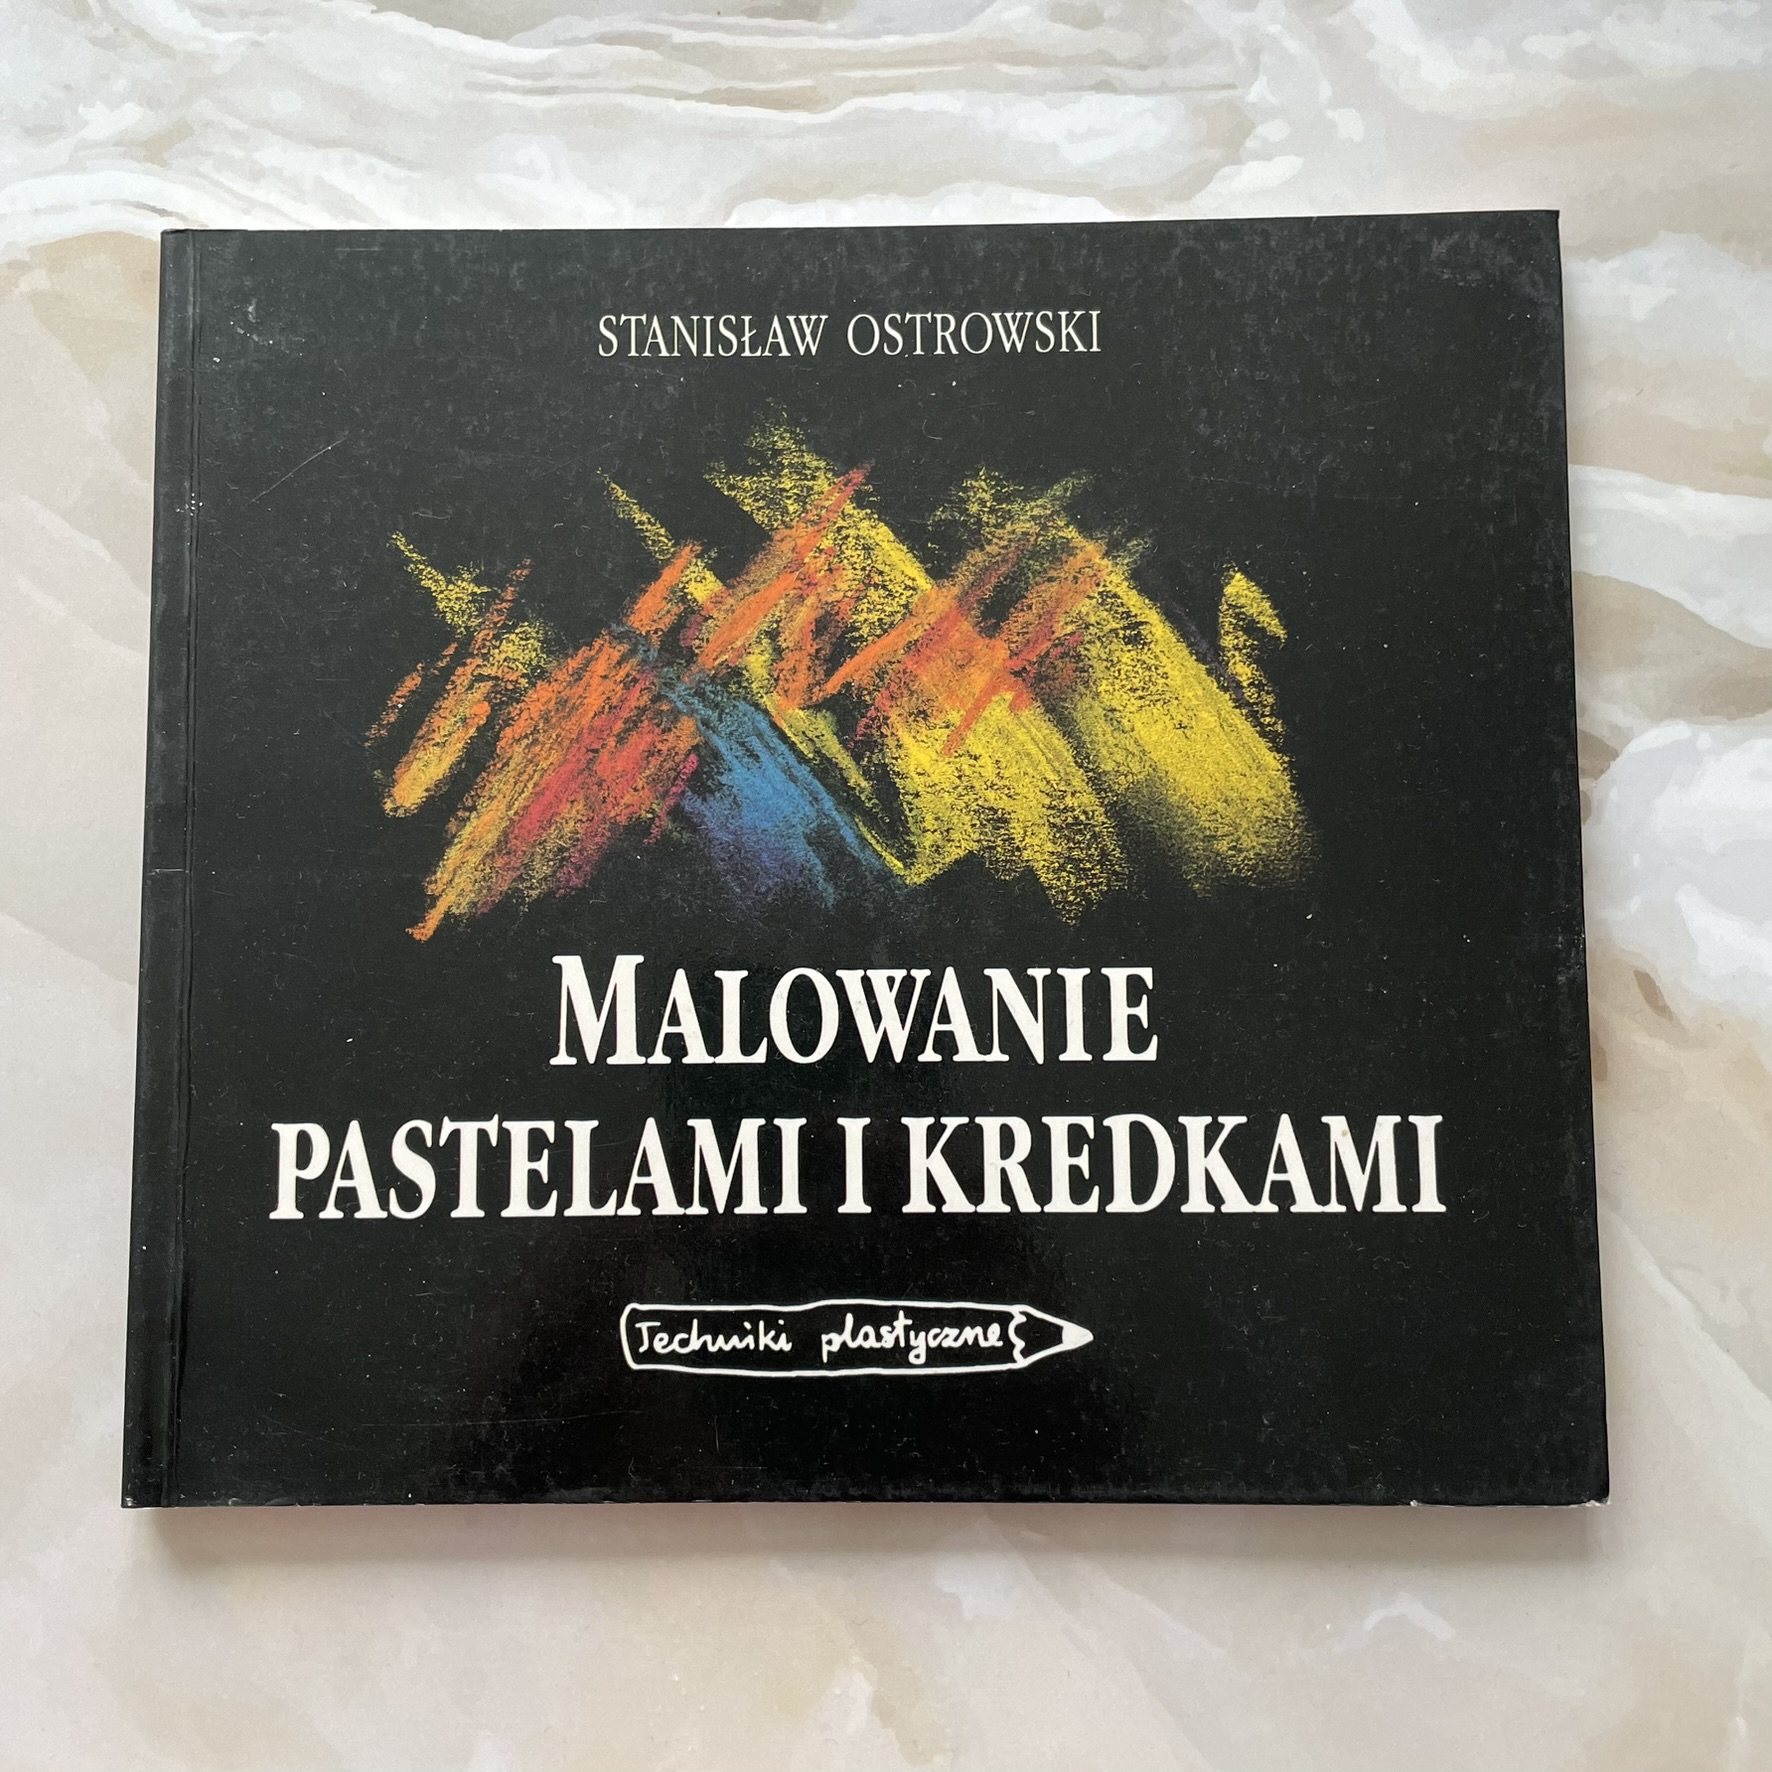 STANISŁAW OSTROWSKI
MALOWANIE
PASTELAMI I KREDKAMI
Techniki plastyczne